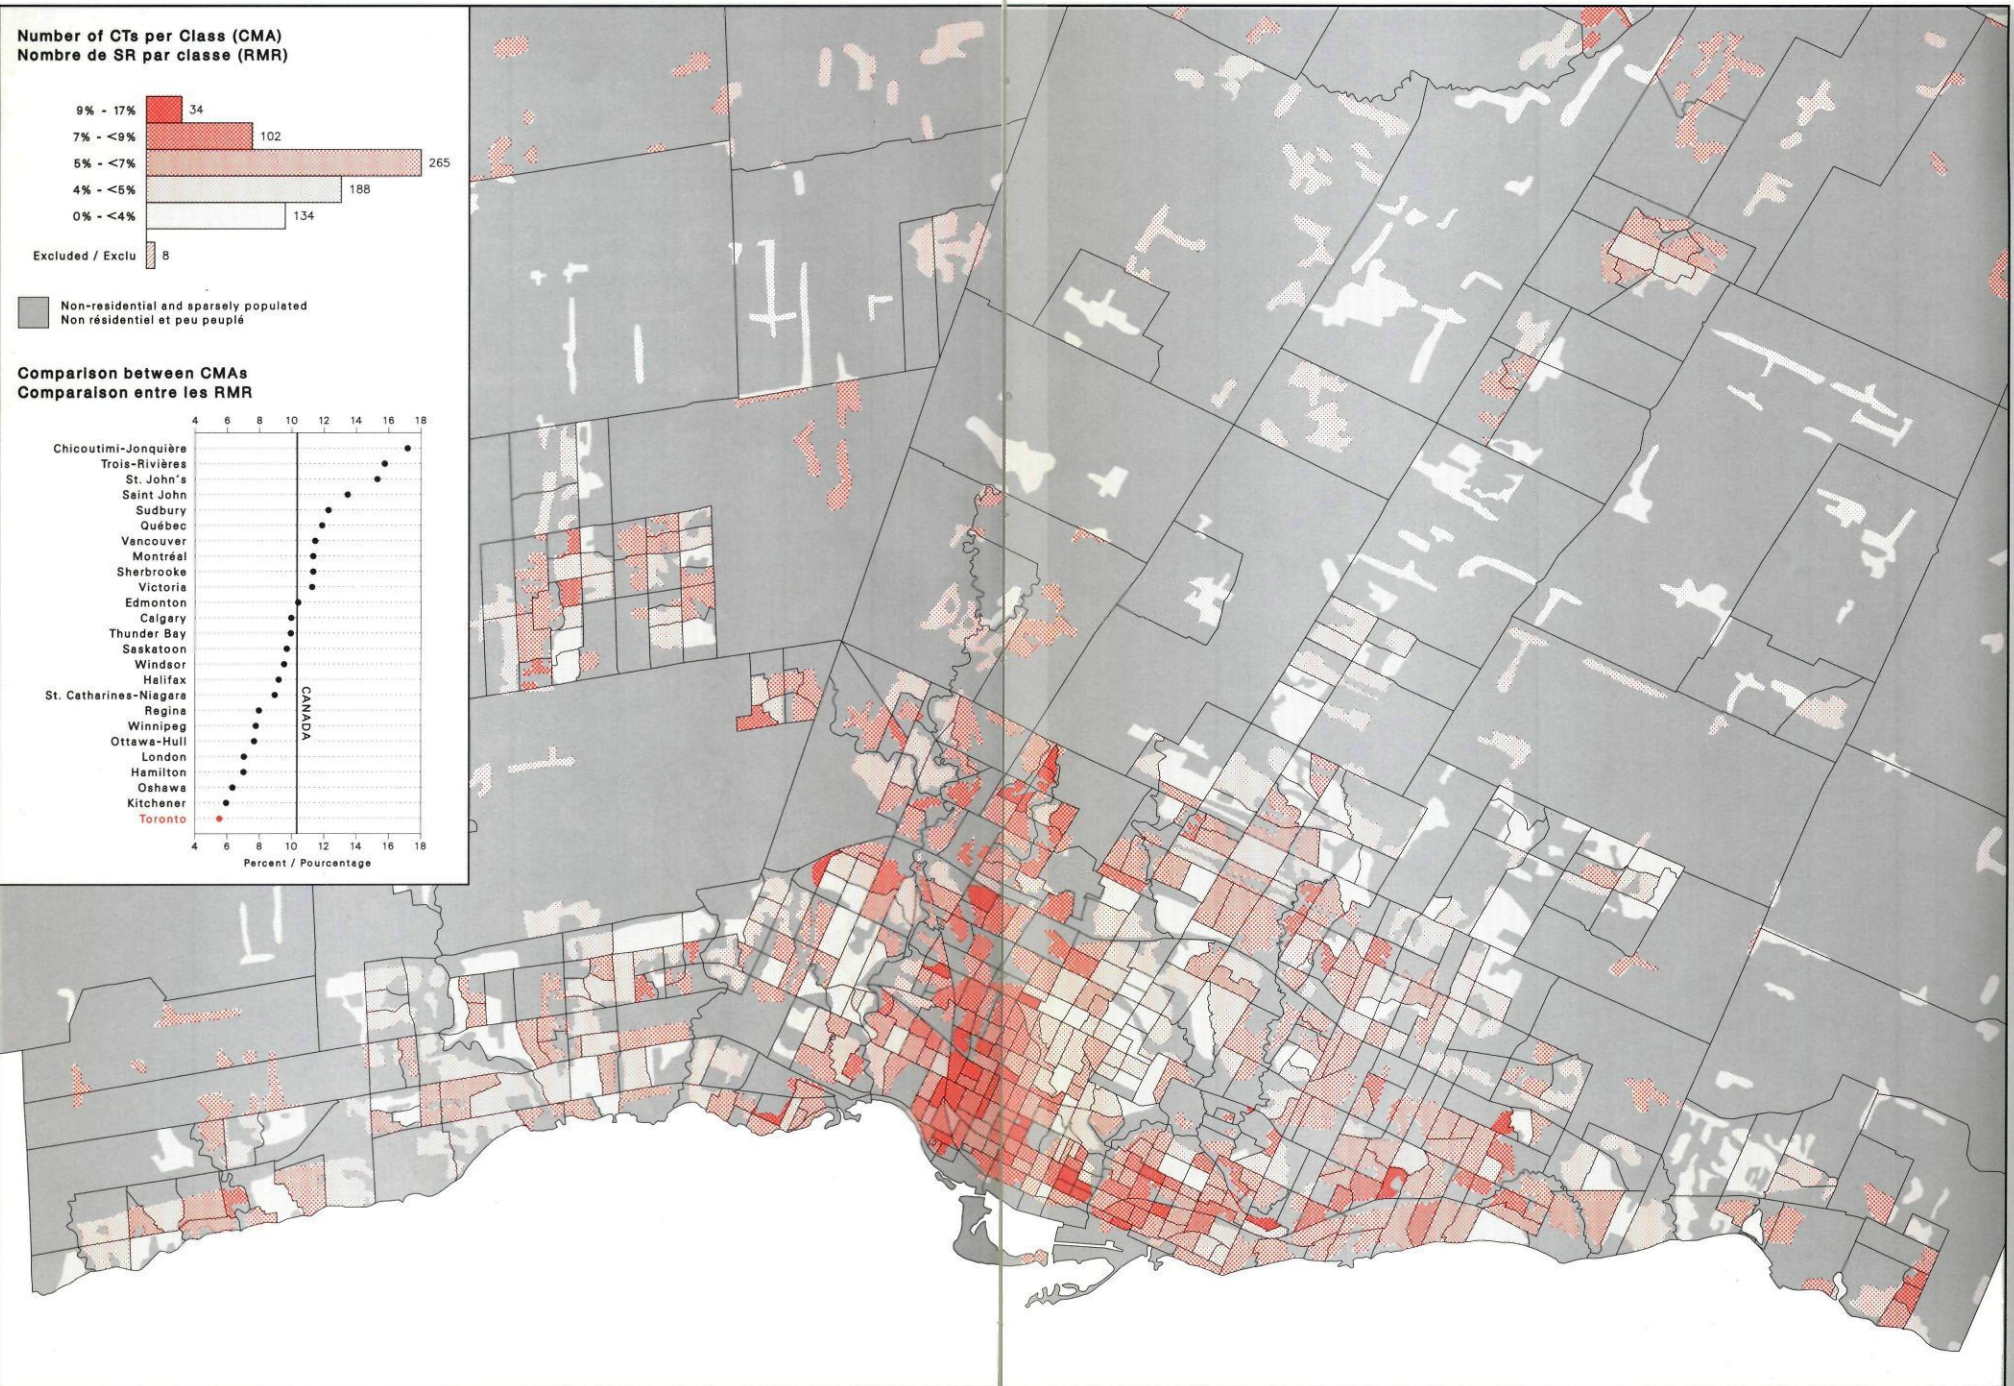 Number of CTs per Class (CMA)
Nombre de SR par classe (RMR)
9% - 17% 34
7% - <9% 102
5% - <7% 265
4% - <5% 188
0% - <4% 134
Excluded / Exclu 8
Non-residential and sparsely populated
Non résidentiel et peu peuplé
Comparison between CMAs
Comparaison entre les RMR
4 6 8 10 12 14 16 18
Chicoutimi-Jonquière
Trois-Rivières
St. John's
Saint John
Sudbury
Québec
Vancouver
Montréal
Sherbrooke
Victoria
Edmonton
Calgary
Thunder Bay
Saskatoon
Windsor
Halifax
St. Catharines-Niagara
Regina
Winnipeg
Ottawa-Hull
London
Hamilton
Oshawa
Kitchener
Toronto
CANADA
4 6 8 10 12 14 16 18
Percent / Pourcentage